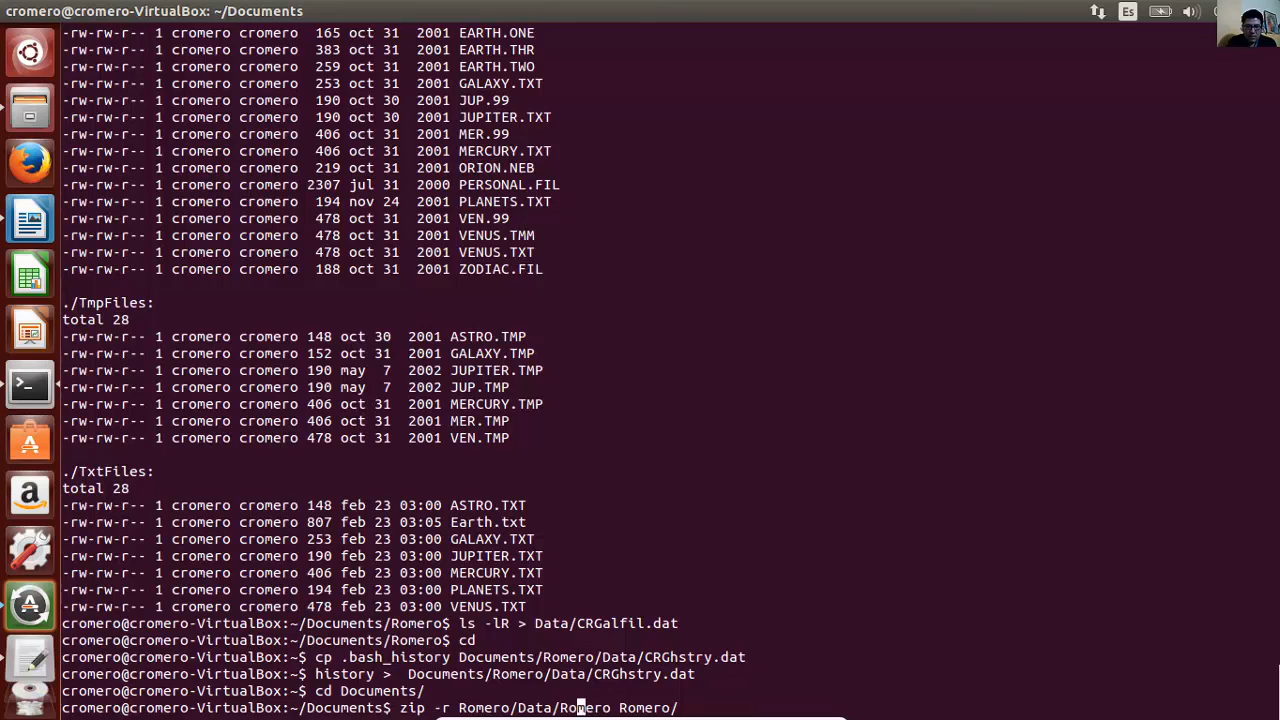 cromero@cromero-VirtualBox: ~/Documents
Es
-rw-rw-r-- 1 cromero cromero  165 oct 31  2001 EARTH.ONE
-rw-rw-r-- 1 cromero cromero  383 oct 31  2001 EARTH.THR
-rw-rw-r-- 1 cromero cromero  259 oct 31  2001 EARTH.TWO
-rw-rw-r-- 1 cromero cromero  253 oct 31  2001 GALAXY.TXT
-rw-rw-r-- 1 cromero cromero  190 oct 30  2001 JUP.99
-rw-rw-r-- 1 cromero cromero  190 oct 30  2001 JUPITER.TXT
-rw-rw-r-- 1 cromero cromero  406 oct 31  2001 MER.99
-rw-rw-r-- 1 cromero cromero  406 oct 31  2001 MERCURY.TXT
-rw-rw-r-- 1 cromero cromero  219 oct 31  2001 ORION.NEB
-rw-rw-r-- 1 cromero cromero 2307 jul 31  2000 PERSONAL.FIL
-rw-rw-r-- 1 cromero cromero  194 nov 24  2001 PLANETS.TXT
-rw-rw-r-- 1 cromero cromero  478 oct 31  2001 VEN.99
-rw-rw-r-- 1 cromero cromero  478 oct 31  2001 VENUS.TMM
-rw-rw-r-- 1 cromero cromero  478 oct 31  2001 VENUS.TXT
-rw-rw-r-- 1 cromero cromero  188 oct 31  2001 ZODIAC.FIL
./TmpFiles:
total 28
-rw-rw-r-- 1 cromero cromero 148 oct 30  2001 ASTRO.TMP
-rw-rw-r-- 1 cromero cromero 152 oct 31  2001 GALAXY.TMP
-rw-rw-r-- 1 cromero cromero 190 may  7  2002 JUPITER.TMP
-rw-rw-r-- 1 cromero cromero 190 may  7  2002 JUP.TMP
-rw-rw-r-- 1 cromero cromero 406 oct 31  2001 MERCURY.TMP
-rw-rw-r-- 1 cromero cromero 406 oct 31  2001 MER.TMP
-rw-rw-r-- 1 cromero cromero 478 oct 31  2001 VEN.TMP
./TxtFiles:
total 28
-rw-rw-r-- 1 cromero cromero 148 feb 23 03:00 ASTRO.TXT
-rw-rw-r-- 1 cromero cromero 807 feb 23 03:05 Earth.txt
-rw-rw-r-- 1 cromero cromero 253 feb 23 03:00 GALAXY.TXT
-rw-rw-r-- 1 cromero cromero 190 feb 23 03:00 JUPITER.TXT
-rw-rw-r-- 1 cromero cromero 406 feb 23 03:00 MERCURY.TXT
-rw-rw-r-- 1 cromero cromero 194 feb 23 03:00 PLANETS.TXT
-rw-rw-r-- 1 cromero cromero 478 feb 23 03:00 VENUS.TXT
cromero@cromero-VirtualBox:~/Documents/Romero$ ls -lR > Data/CRGalfil.dat
cromero@cromero-VirtualBox:~/Documents/Romero$ cd
cromero@cromero-VirtualBox:~$ cp .bash_history Documents/Romero/Data/CRGhstry.dat
cromero@cromero-VirtualBox:~$ history >  Documents/Romero/Data/CRGhstry.dat
cromero@cromero-VirtualBox:~$ cd Documents/
cromero@cromero-VirtualBox:~/Documents$ zip -r Romero/Data/Romero Romero/